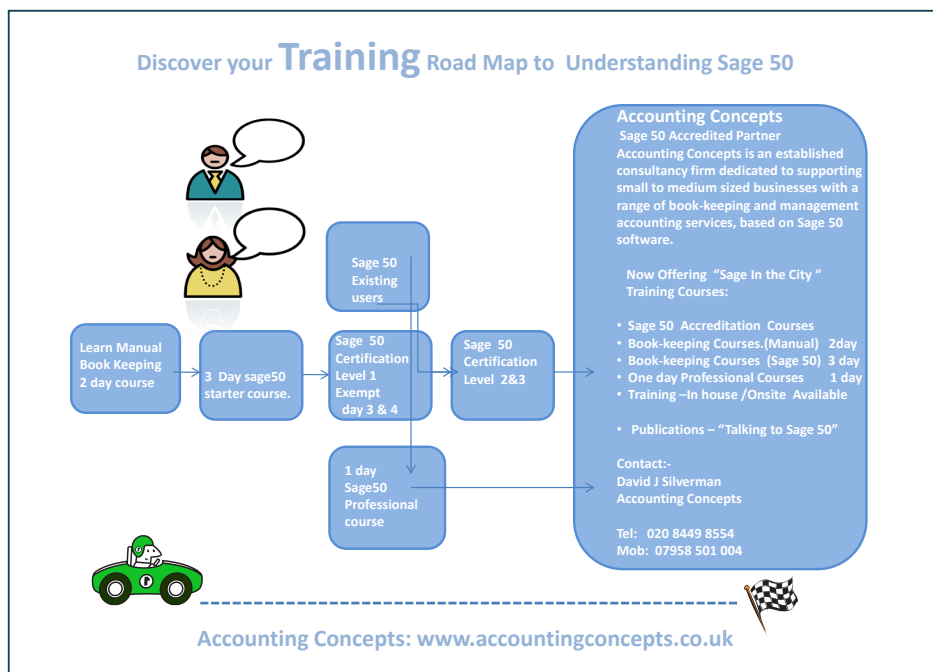 Discover your Training Road Map to Understanding Sage 50
Learn Manual
Book Keeping
2 day course
3 Day sage50
starter course.
Sage 50
Existing
users
Sage 50
Certification
Level 1
Exempt
day 3 & 4
Sage 50
Certification
Level 2&3
1 day
Sage50
Professional
course
Accounting Concepts
Sage 50 Accredited Partner
Accounting Concepts is an established
consultancy firm dedicated to supporting
small to medium sized businesses with a
range of book-keeping and management
accounting services, based on Sage 50
software.
Now Offering “Sage In the City “
Training Courses:
• Sage 50 Accreditation Courses
• Book-keeping Courses.(Manual) 2day
• Book-keeping Courses (Sage 50) 3 day
• One day Professional Courses 1 day
• Training –In house /Onsite Available
• Publications – “Talking to Sage 50”
Contact:-
David J Silverman
Accounting Concepts
Tel: 020 8449 8554
Mob: 07958 501 004
Accounting Concepts: www.accountingconcepts.co.uk